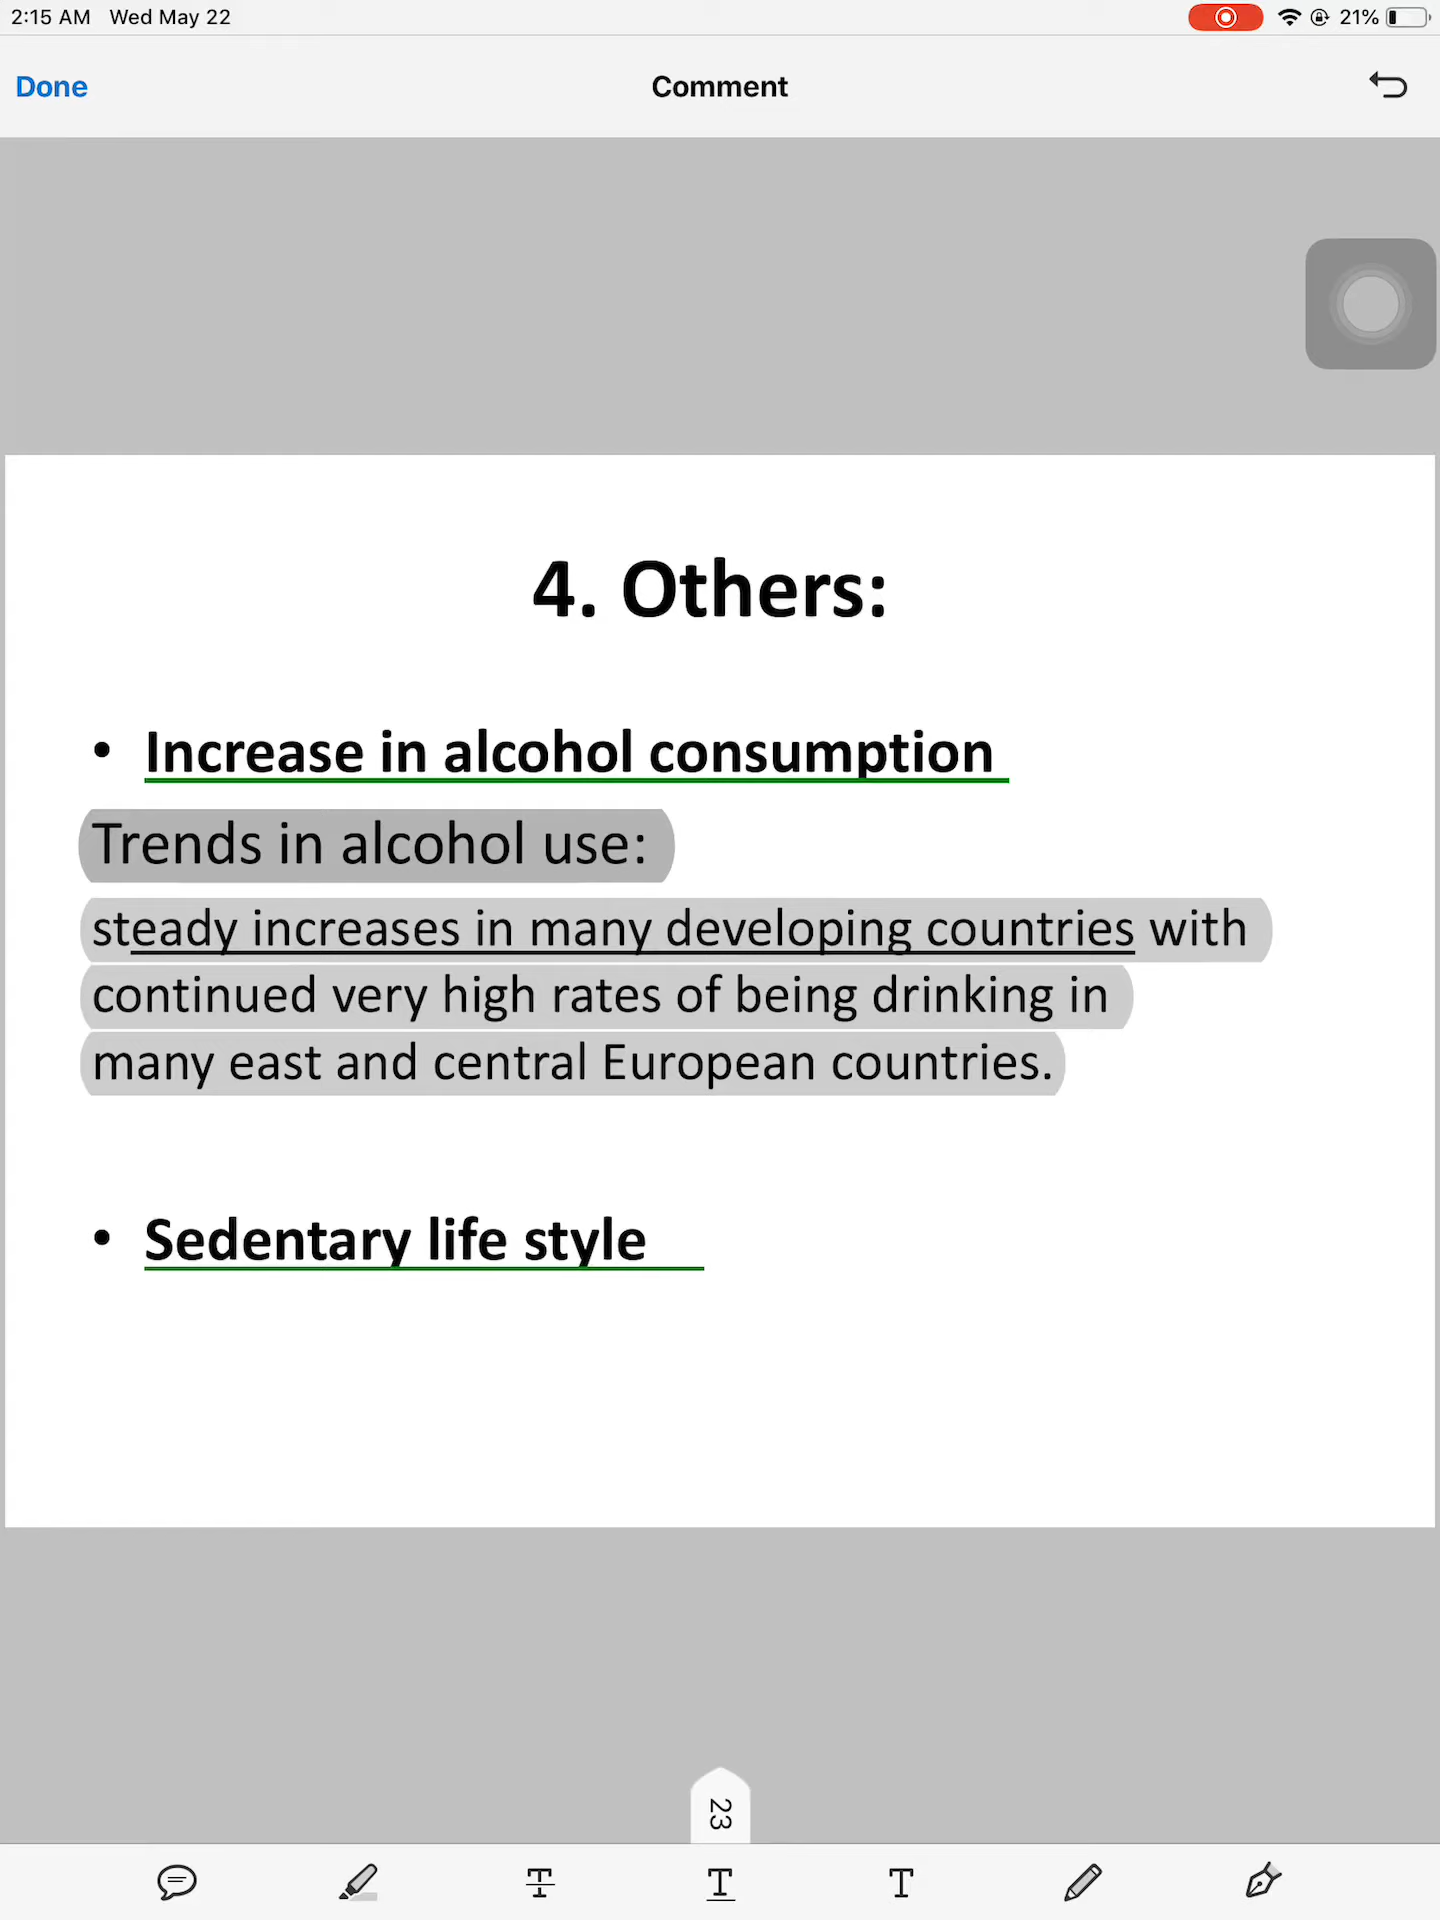 2:15 AM Wed May 22 21%
Done Comment
4. Others:
• Increase in alcohol consumption
Trends in alcohol use:
steady increases in many developing countries with
continued very high rates of being drinking in
many east and central European countries.
• Sedentary life style
23
T T T